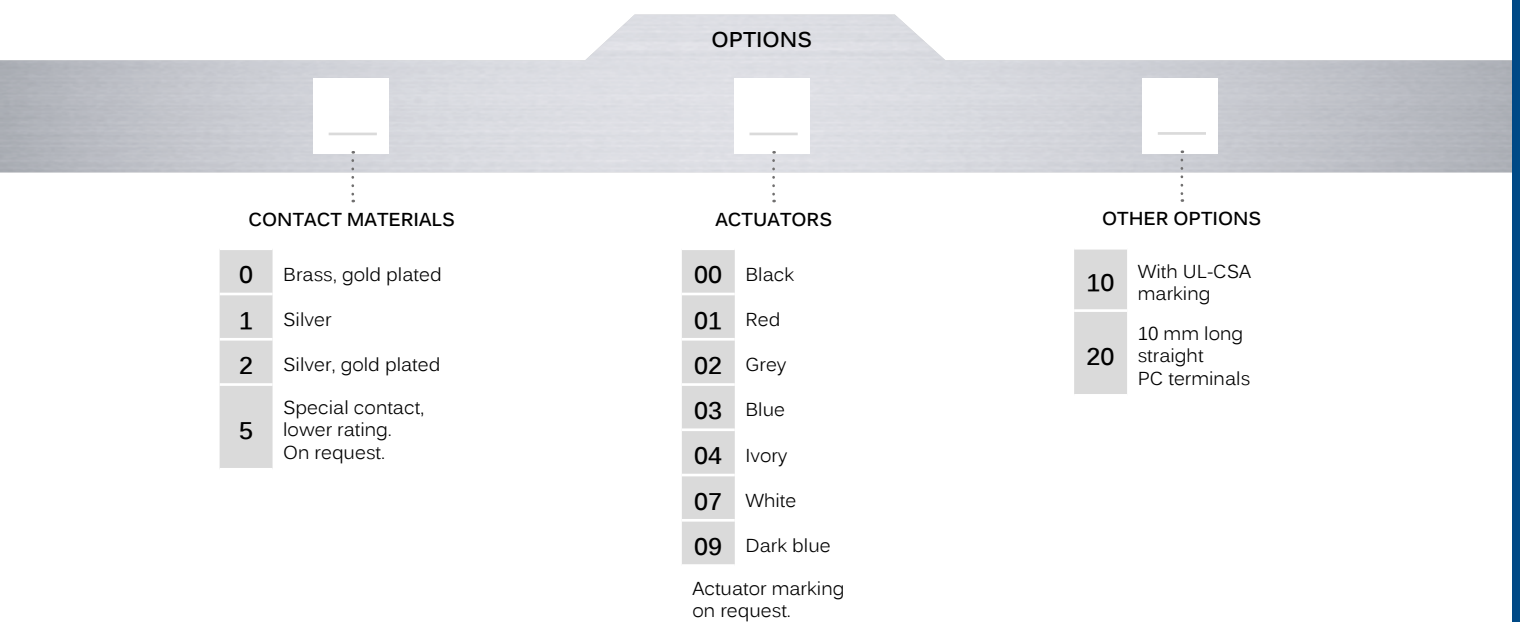 OPTIONS
CONTACT MATERIALS
0 Brass, gold plated
1 Silver
2 Silver, gold plated
5 Special contact,
lower rating.
On request.
ACTUATORS
00 Black
01 Red
02 Grey
03 Blue
04 Ivory
07 White
09 Dark blue
Actuator marking
on request.
OTHER OPTIONS
10 With UL-CSA
marking
20 10 mm long
straight
PC terminals